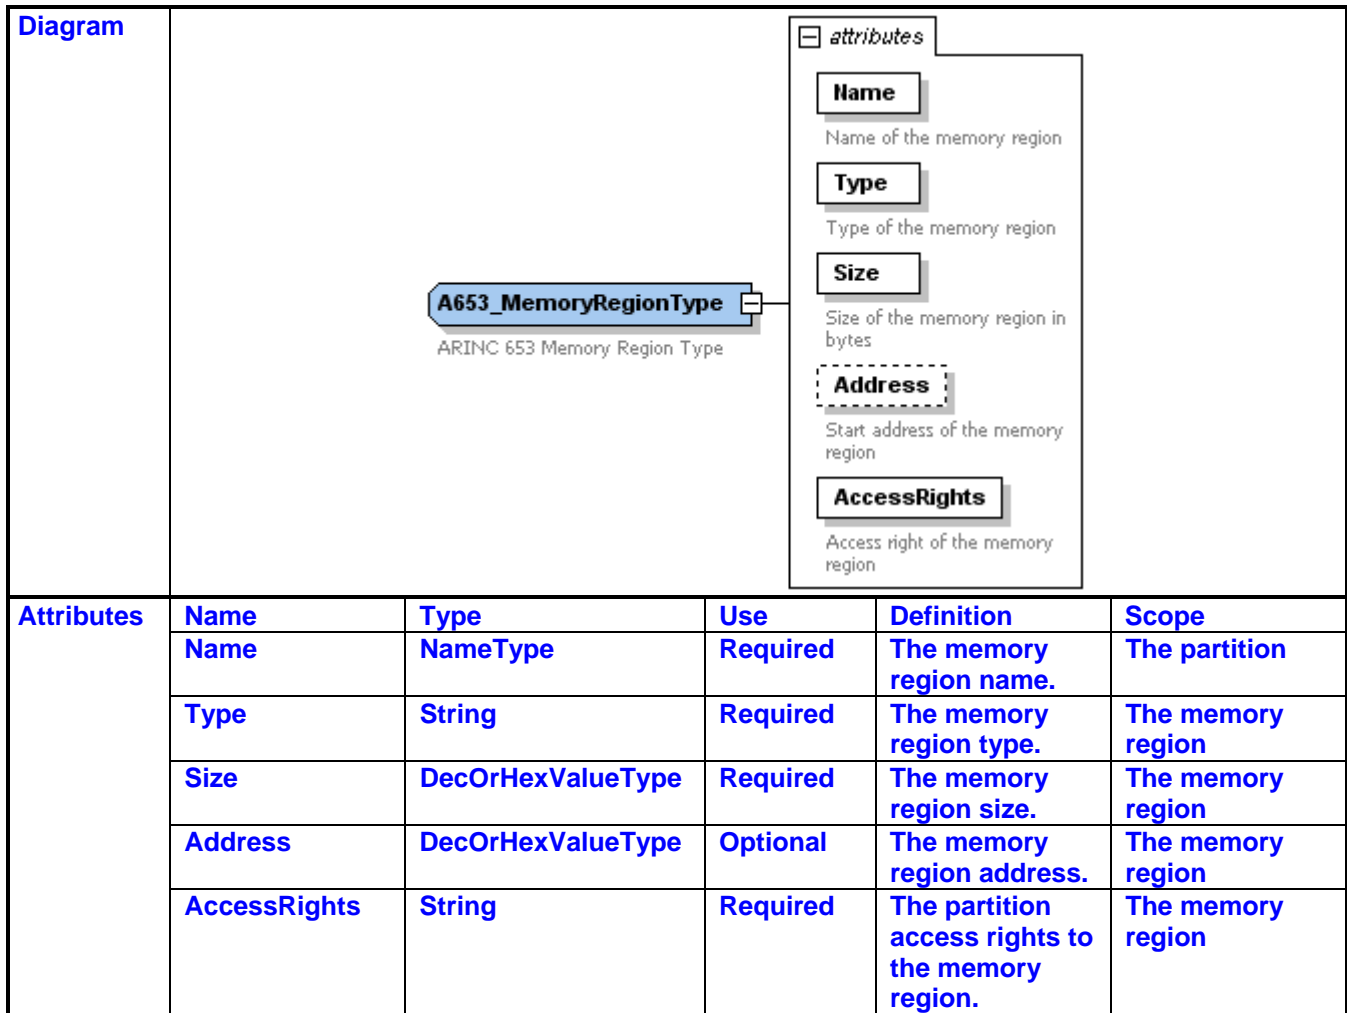 Diagram
attributes
Name
Name of the memory region
Type
Type of the memory region
Size
Size of the memory region in
bytes
A653_MemoryRegionType
ARINC 653 Memory Region Type
Address
Start address of the memory
region
AccessRights
Access right of the memory
region
Attributes Name Type Use Definition Scope
Name NameType Required The memory The partition
region name.
Type String Required The memory The memory
region type. region
Size DecOrHexValueType Required The memory The memory
region size. region
Address DecOrHexValueType Optional The memory The memory
region address. region
AccessRights String Required The partition The memory
access rights to region
the memory
region.